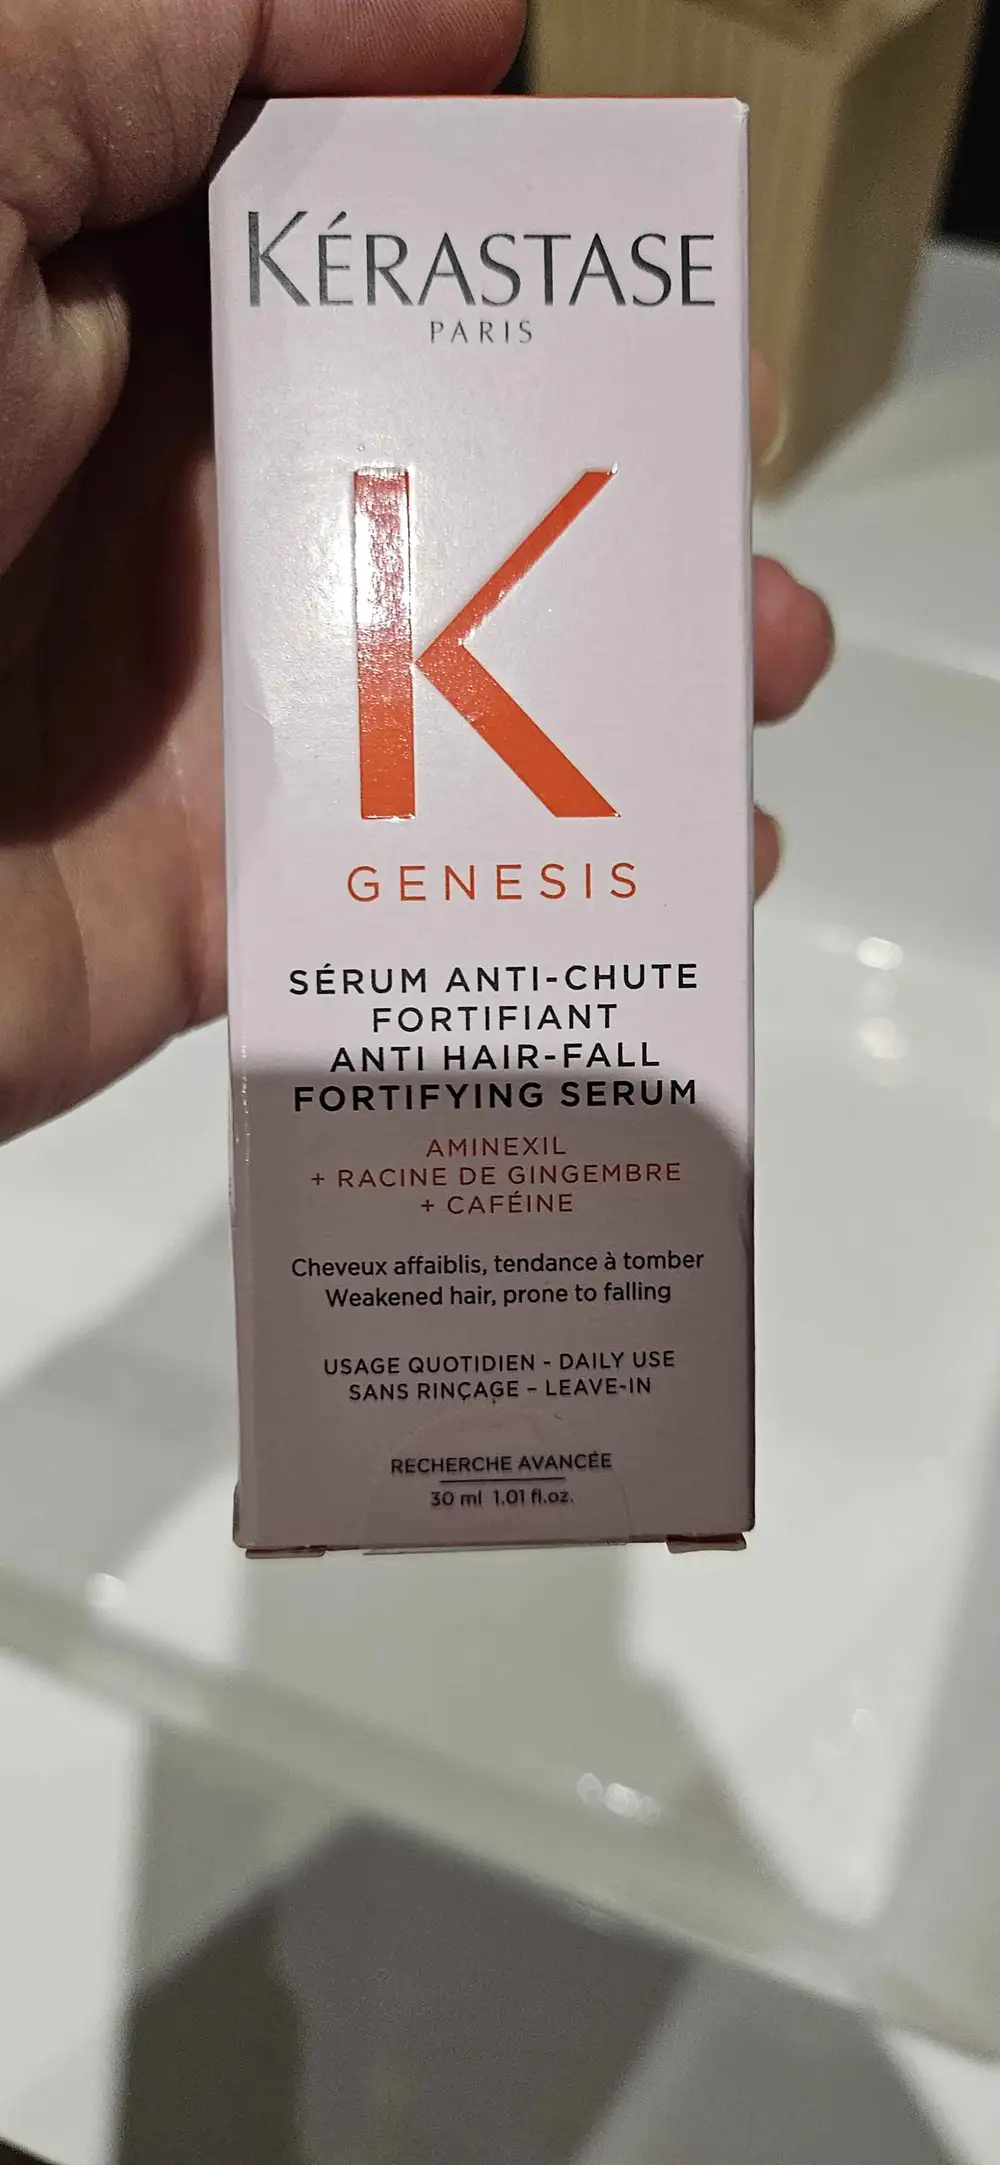 KÉRASTASE
PARIS
K
GENESIS
SÉRUM ANTI-CHUTE
FORTIFIANT
ANTI HAIR-FALL
FORTIFYING SERUM
AMINEXIL
+ RACINE DE GINGEMBRE
+ CAFÉINE
Cheveux affaiblis, tendance à tomber
Weakened hair, prone to falling
USAGE QUOTIDIEN - DAILY USE
SANS RINÇAGE - LEAVE-IN
RECHERCHE AVANCÉE
30 ml 1.01 fl.oz.